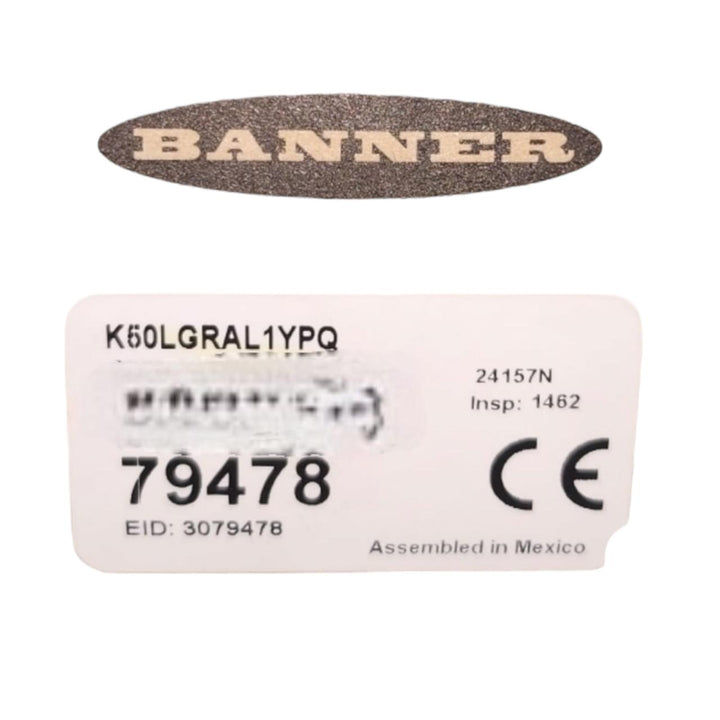 BANNER
K50LGRAL1YPQ
24157N
Insp: 1462
79478
CE
EID: 3079478
Assembled in Mexico